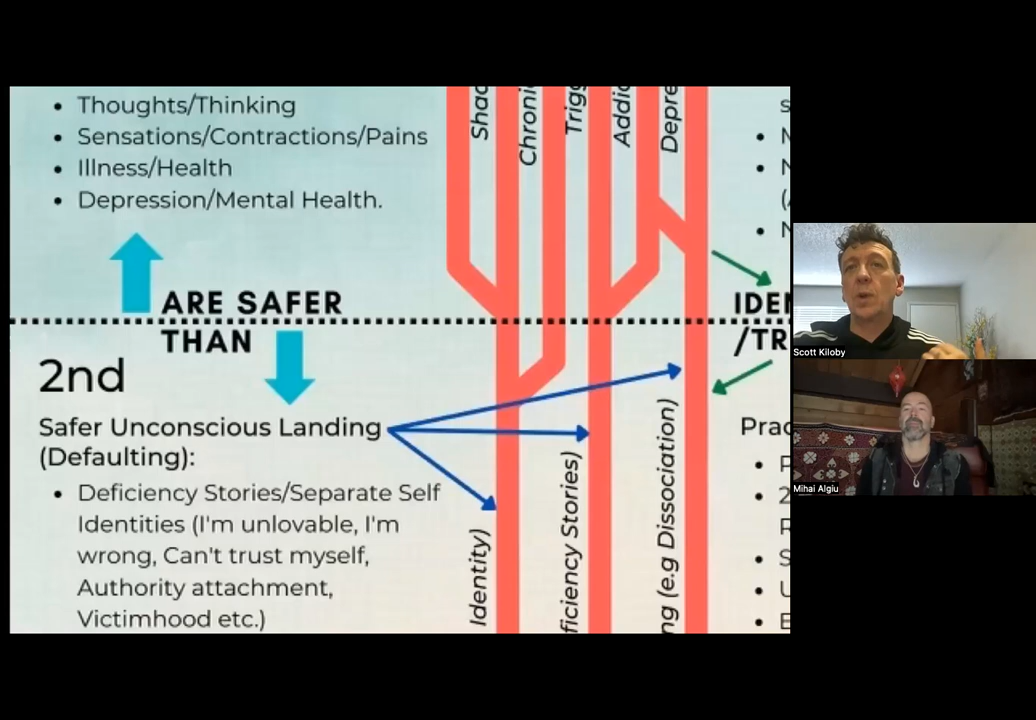 • Thoughts/Thinking
• Sensations/Contractions/Pains
• Illness/Health
• Depression/Mental Health.
ARE SAFER
THAN
2nd
Safer Unconscious Landing
(Defaulting):
• Deficiency Stories/Separate Self
Identities (I'm unlovable, I'm
wrong, Can't trust myself,
Authority attachment,
Victimhood etc.)
Shad
Chroni
Trigg
Addic
Depre
Identity)
ficiency Stories)
ng (e.g Dissociation)
s
• M
• N
(A
• N
IDEN
/TR
Prac
• P
• 2
R
• S
• U
• E
Scott Kiloby
Mihai Algiu